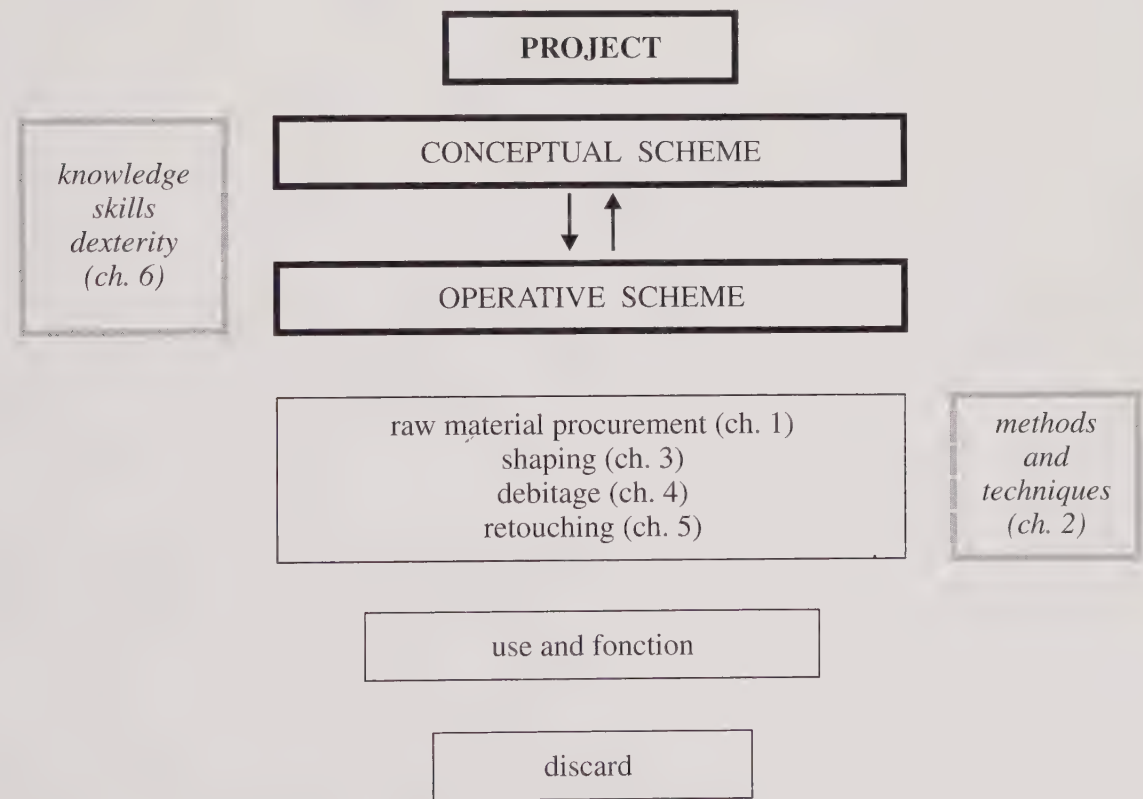 PROJECT
CONCEPTUAL SCHEME
knowledge
skills
dexterity
(ch. 6)
OPERATIVE SCHEME
raw material procurement (ch. 1)
shaping (ch. 3)
debitage (ch. 4)
retouching (ch. 5)
methods
and
techniques
(ch. 2)
use and fonction
discard